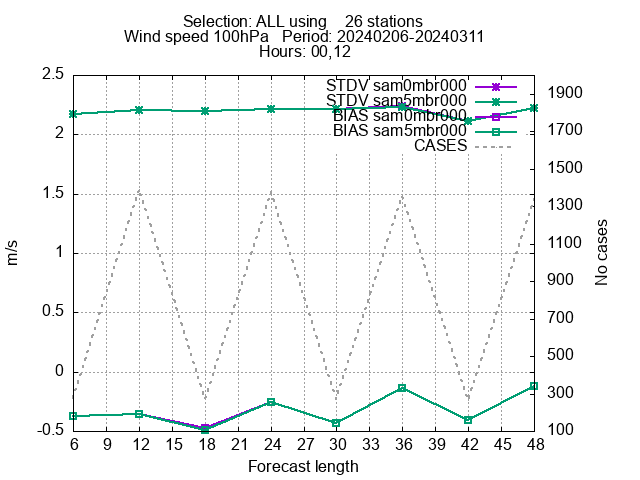 Selection: ALL using    26 stations
Wind speed 100hPa   Period: 20240206-20240311
Hours: 00,12
STDV sam0mbr000
STDV sam5mbr000
BIAS sam0mbr000
BIAS sam5mbr000
CASES
m/s
2.5
2
1.5
1
0.5
0
-0.5
1900
1700
1500
1300
1100
900
700
500
300
100
No cases
6 9 12 15 18 21 24 27 30 33 36 39 42 45 48
Forecast length